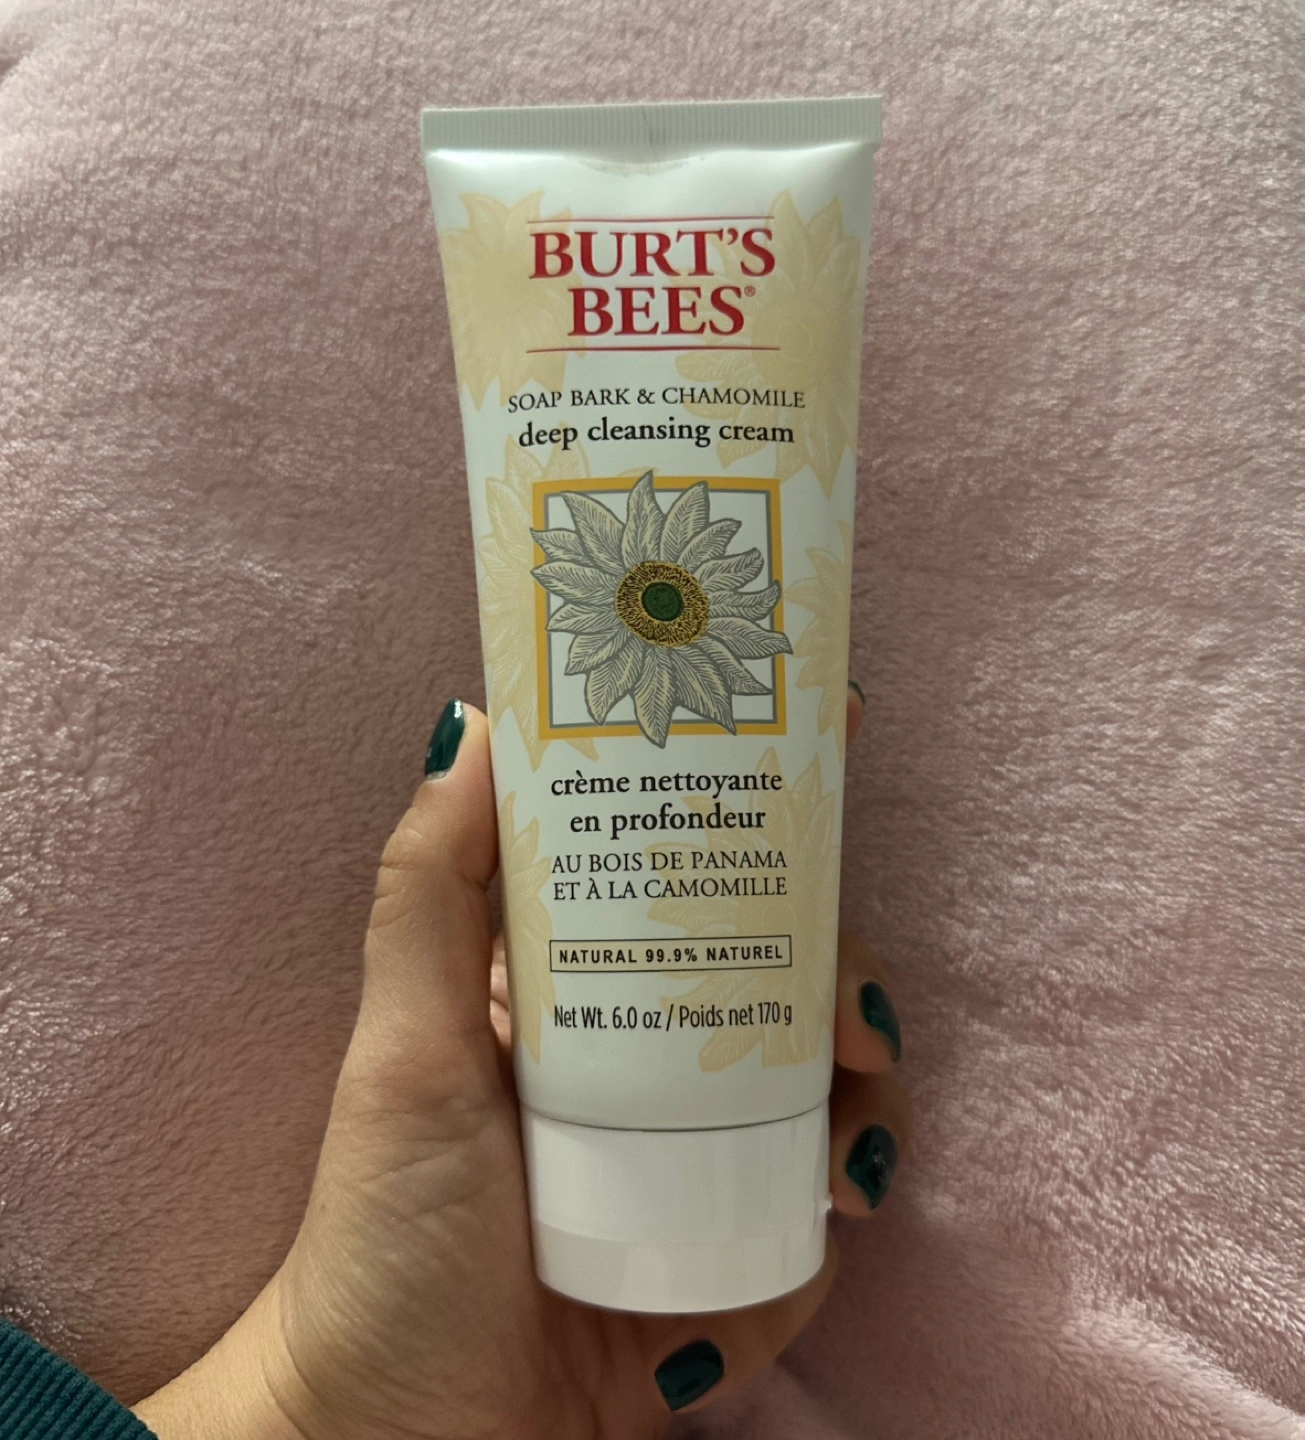 BURT'S
BEES®
SOAP BARK & CHAMOMILE
deep cleansing cream
crème nettoyante
en profondeur
AU BOIS DE PANAMA
ET À LA CAMOMILLE
NATURAL 99.9% NATUREL
Net Wt. 6.0 oz / Poids net 170 g